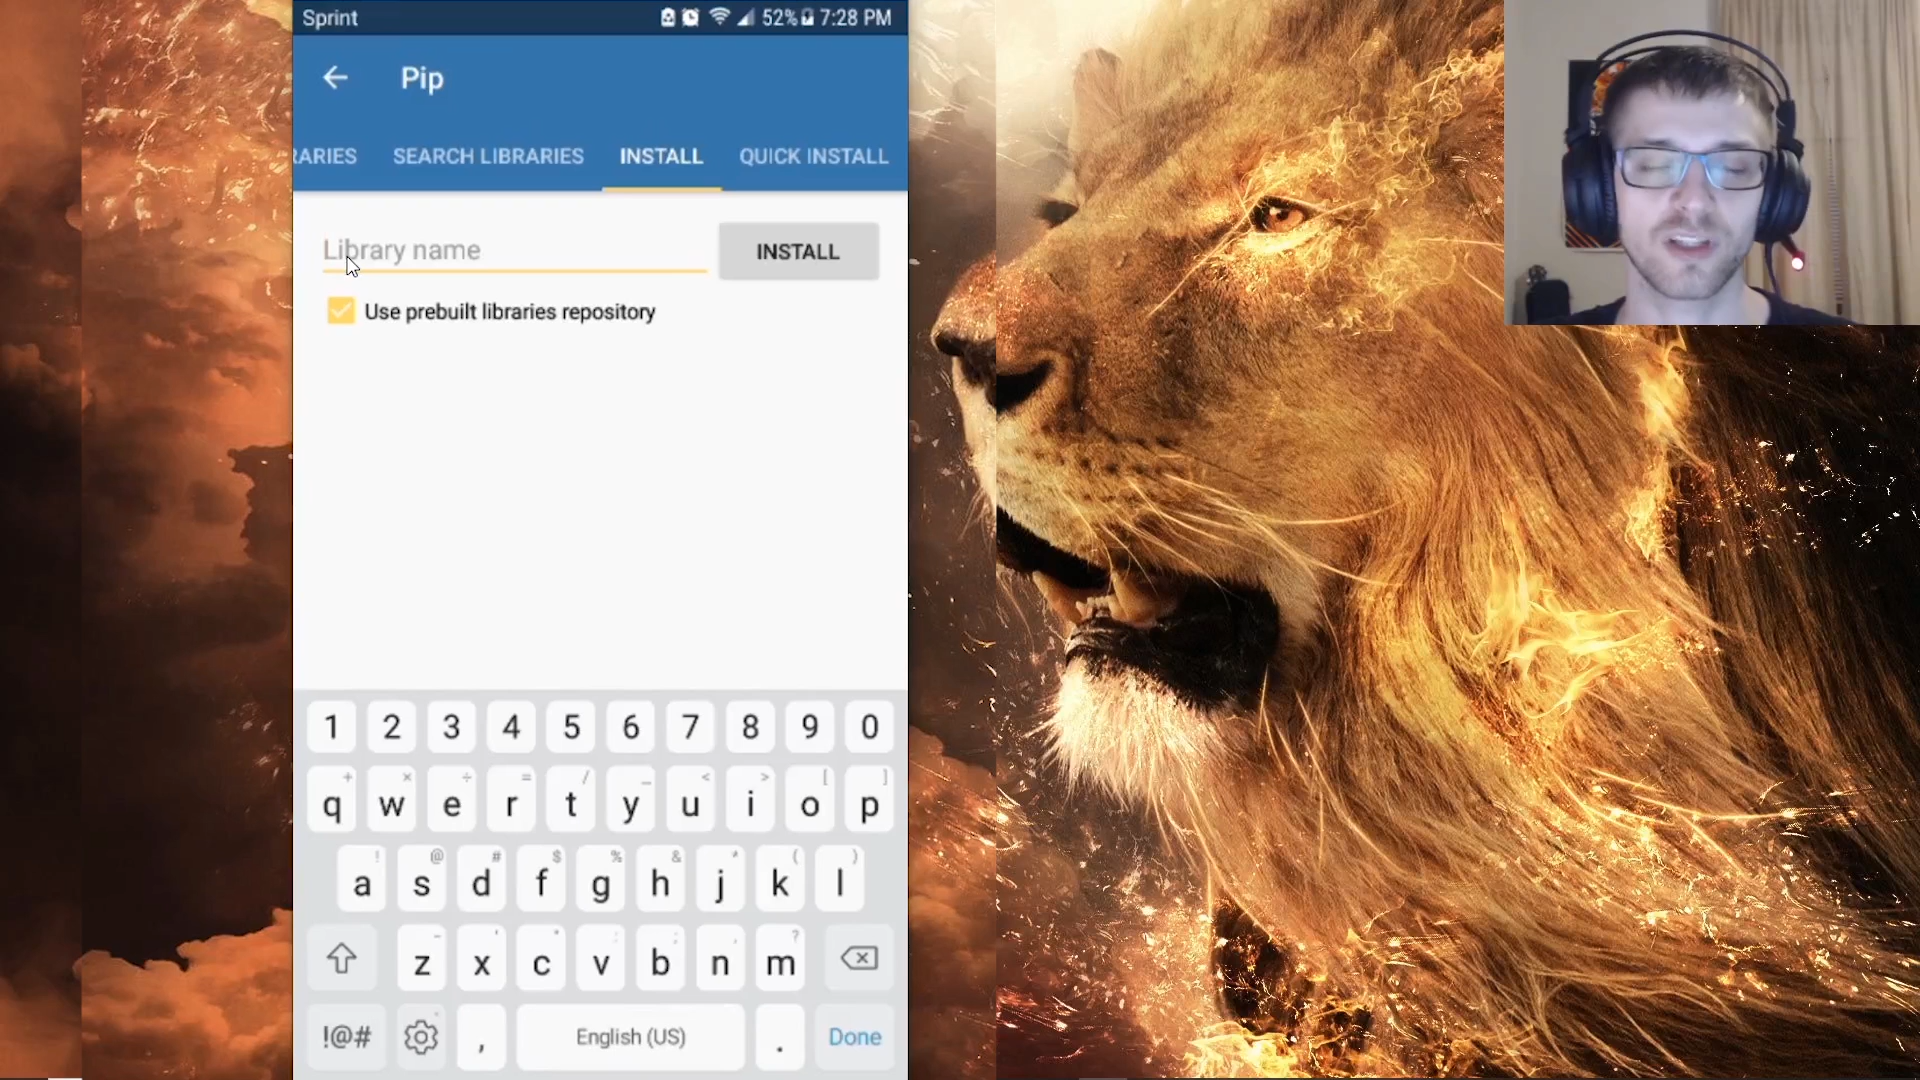 Sprint 52% 7:28 PM
Pip
RARIES SEARCH LIBRARIES INSTALL QUICK INSTALL
Library name INSTALL
Use prebuilt libraries repository
1 2 3 4 5 6 7 8 9 0
+ × ÷ = / _ < > [ ]
q w e r t y u i o p
! @ # $ % & * ( )
a s d f g h j k l
- ' " : ; , ?
z x c v b n m
!@# , English (US) . Done